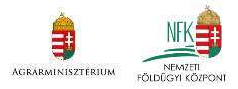 AGRÁRMINISZTÉRIUM
NFK
NEMZETI
FÖLDÜGYI KÖZPONT